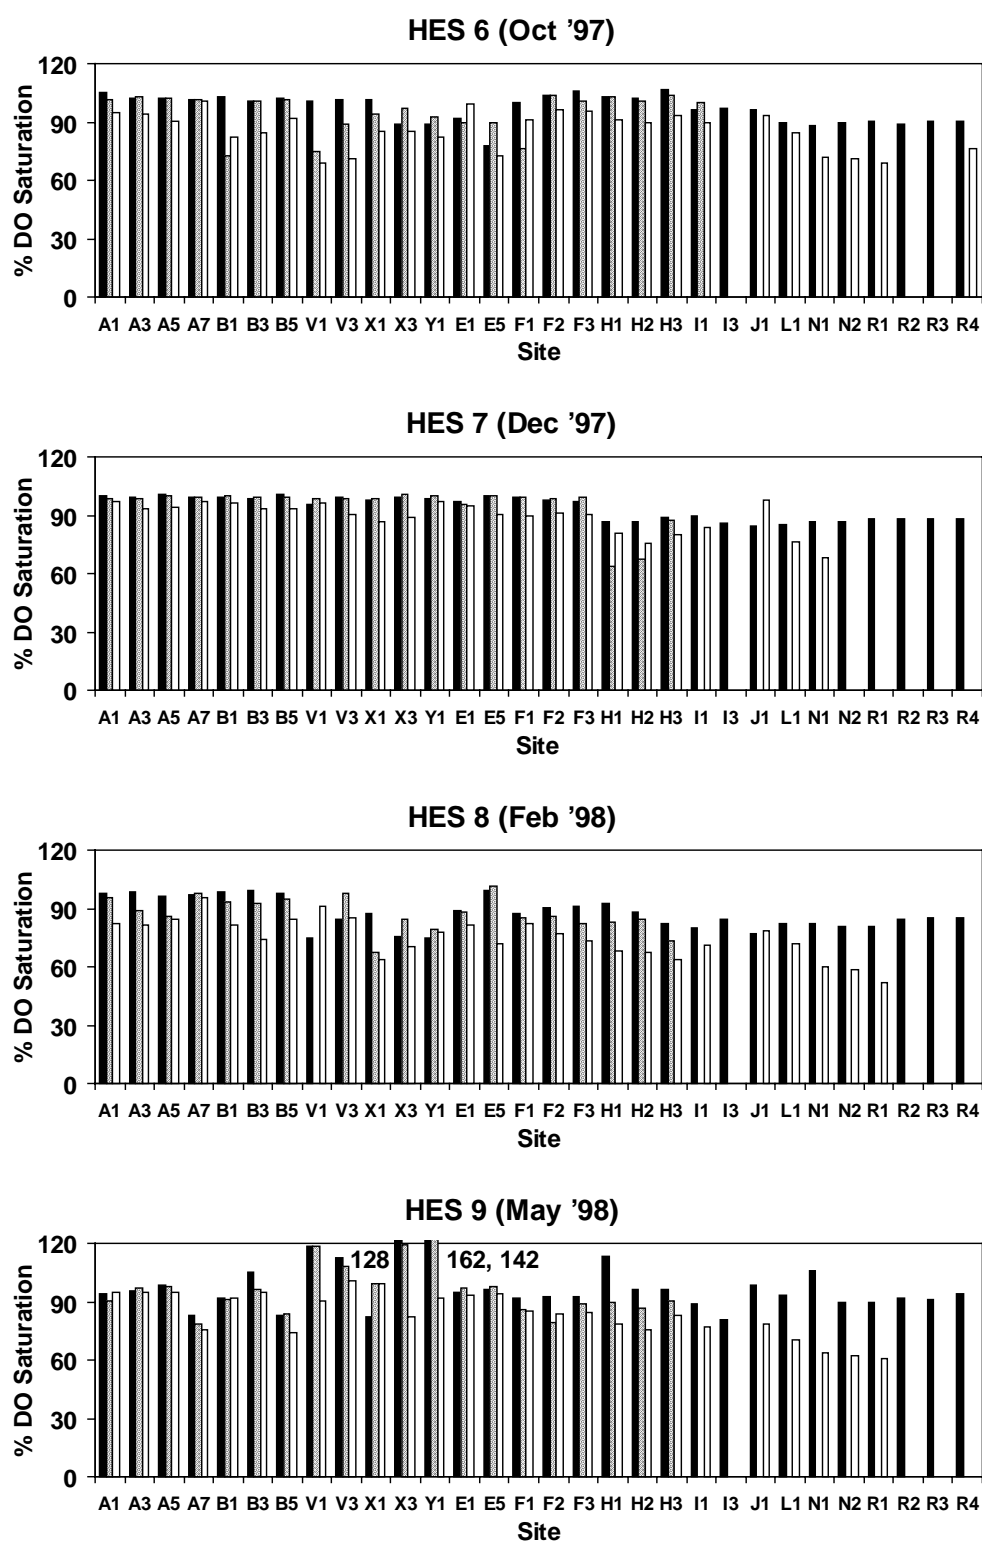 HES 6 (Oct '97)
% DO Saturation
120
90
60
30
0
A1 A3 A5 A7 B1 B3 B5 V1 V3 X1 X3 Y1 E1 E5 F1 F2 F3 H1 H2 H3 I1 I3 J1 L1 N1 N2 R1 R2 R3 R4
Site
HES 7 (Dec '97)
% DO Saturation
120
90
60
30
0
A1 A3 A5 A7 B1 B3 B5 V1 V3 X1 X3 Y1 E1 E5 F1 F2 F3 H1 H2 H3 I1 I3 J1 L1 N1 N2 R1 R2 R3 R4
Site
HES 8 (Feb '98)
% DO Saturation
120
90
60
30
0
A1 A3 A5 A7 B1 B3 B5 V1 V3 X1 X3 Y1 E1 E5 F1 F2 F3 H1 H2 H3 I1 I3 J1 L1 N1 N2 R1 R2 R3 R4
Site
HES 9 (May '98)
% DO Saturation
120
90
60
30
0
128 162, 142
A1 A3 A5 A7 B1 B3 B5 V1 V3 X1 X3 Y1 E1 E5 F1 F2 F3 H1 H2 H3 I1 I3 J1 L1 N1 N2 R1 R2 R3 R4
Site